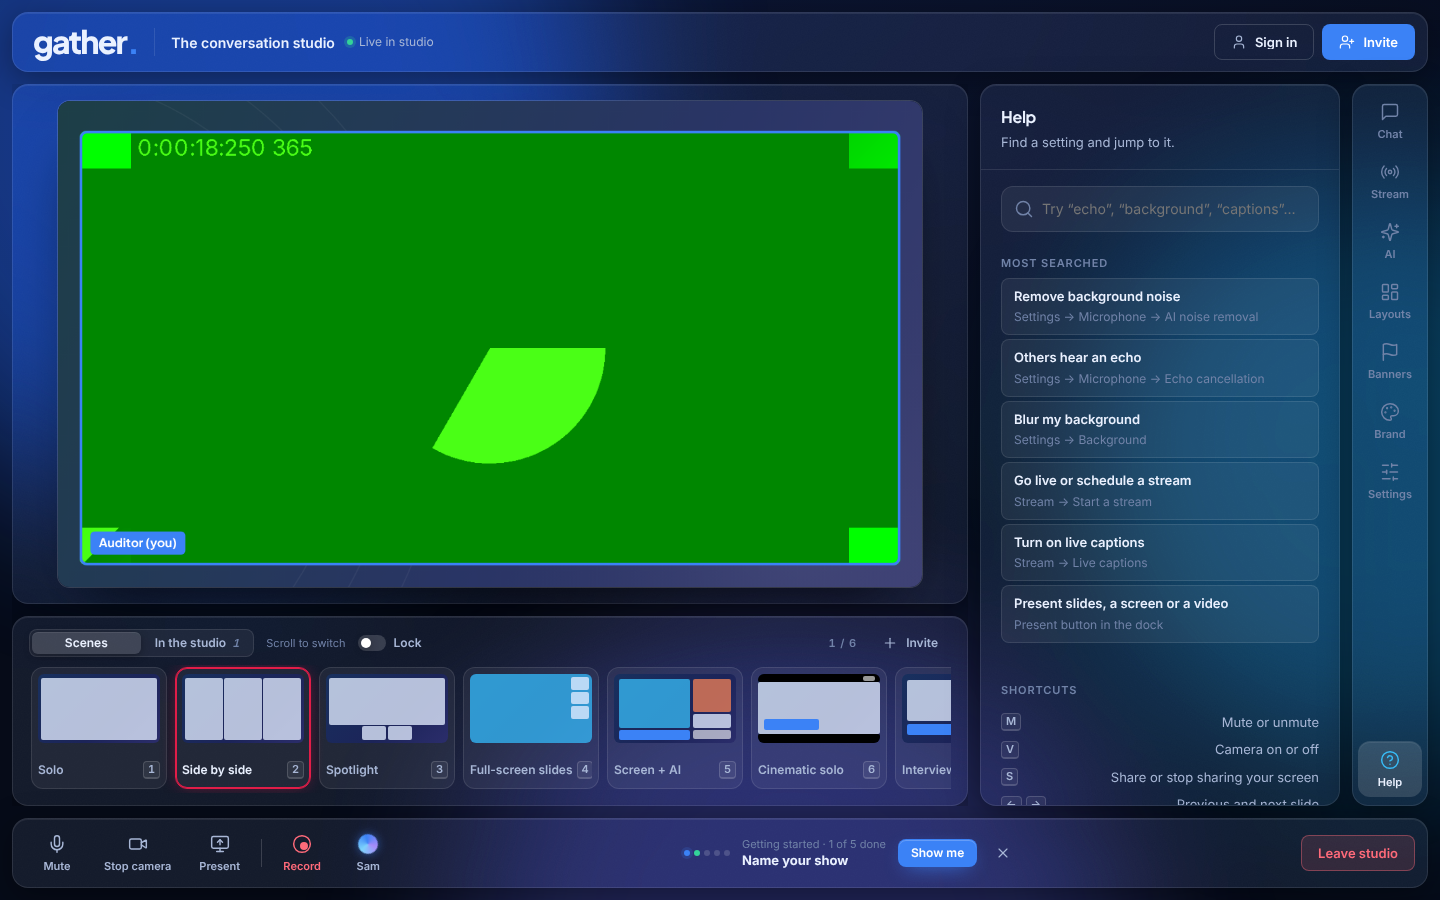 gather.
The conversation studio
Live in studio
Sign in
Invite
0:00:18:250 365
Auditor (you)
Help
Find a setting and jump to it.
Try “echo”, “background”, “captions”...
MOST SEARCHED
Remove background noise
Settings → Microphone → AI noise removal
Others hear an echo
Settings → Microphone → Echo cancellation
Blur my background
Settings → Background
Go live or schedule a stream
Stream → Start a stream
Turn on live captions
Stream → Live captions
Present slides, a screen or a video
Present button in the dock
SHORTCUTS
M Mute or unmute
V Camera on or off
S Share or stop sharing your screen
← → Previous and next slide
Chat
Stream
AI
Layouts
Banners
Brand
Settings
Help
Scenes
In the studio 1
Scroll to switch
Lock
1 / 6
Invite
Solo 1
Side by side 2
Spotlight 3
Full-screen slides 4
Screen + AI 5
Cinematic solo 6
Interview
Mute
Stop camera
Present
Record
Sam
Getting started · 1 of 5 done
Name your show
Show me
Leave studio